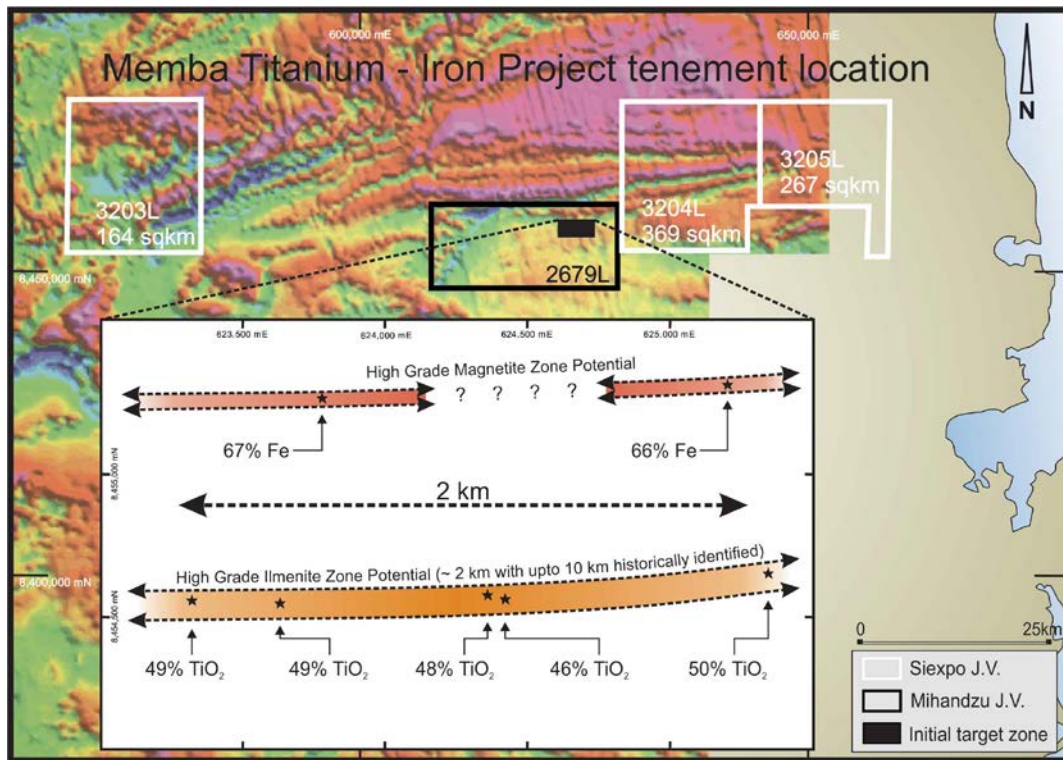 600,000 mE
650,000 mE
Memba Titanium - Iron Project tenement location
N
3203L
164 sqkm
3204L
369 sqkm
3205L
267 sqkm
2679L
8,450,000 mN
623,500 mE
624,000 mE
624,500 mE
625,000 mE
High Grade Magnetite Zone Potential
? ? ? ?
67% Fe
66% Fe
8,455,000 mN
2 km
8,400,000 mN
High Grade Ilmenite Zone Potential (~ 2 km with upto 10 km historically identified)
8,454,500 mN
49% TiO₂
49% TiO₂
48% TiO₂
46% TiO₂
50% TiO₂
0
25km
Siexpo J.V.
Mihandzu J.V.
Initial target zone